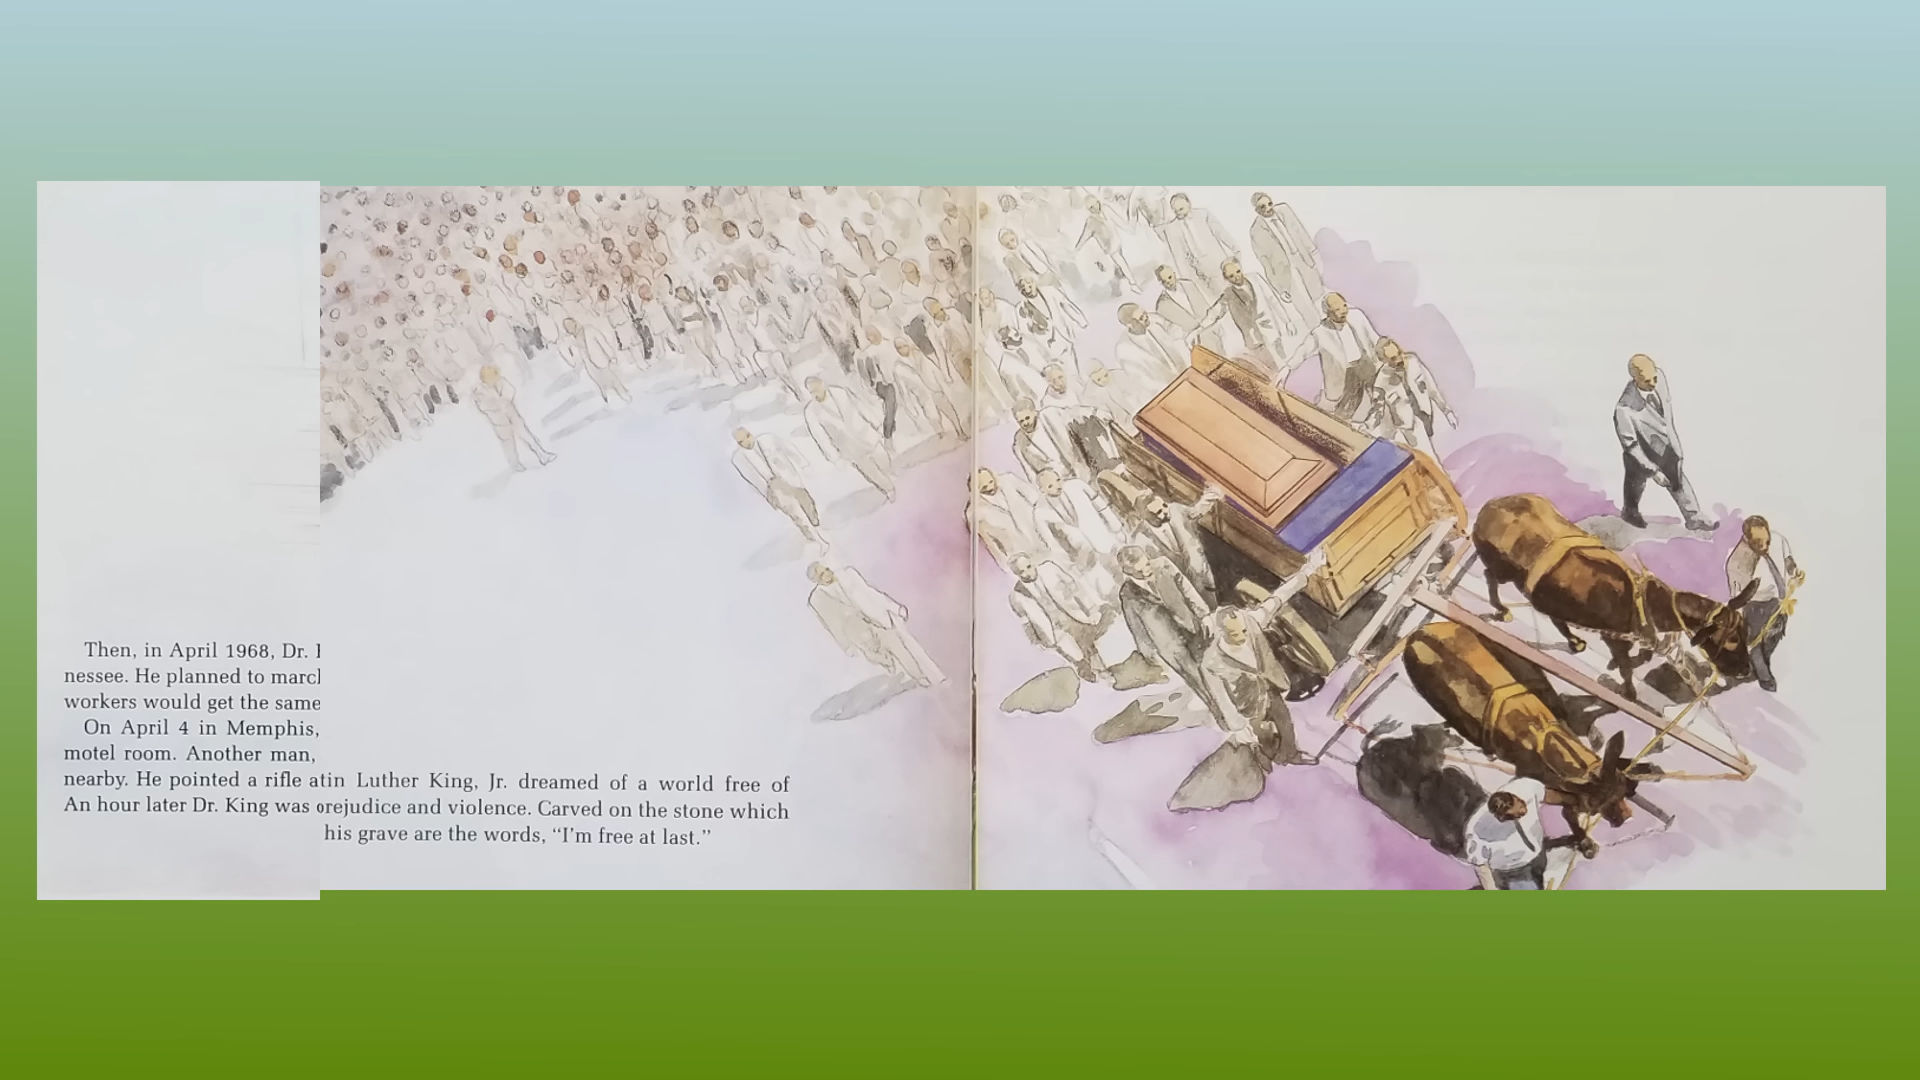 Then, in April 1968, Dr.
nessee. He planned to marc
workers would get the same
On April 4 in Memphis,
motel room. Another man,
nearby. He pointed a rifle at
An hour later Dr. King was
in Luther King, Jr. dreamed of a world free of
rejudice and violence. Carved on the stone which
his grave are the words, “I’m free at last.”